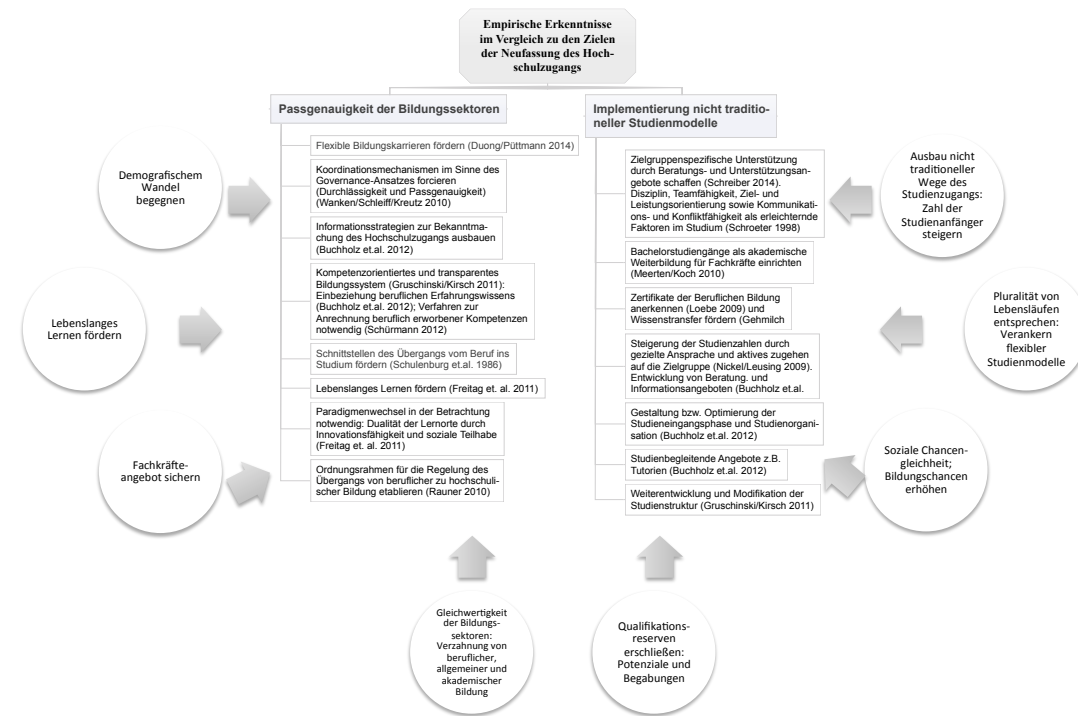 Empirische Erkenntnisse
im Vergleich zu den Zielen
der Neufassung des Hoch-
schulzugangs
Passgenauigkeit der Bildungssektoren
Flexible Bildungskarrieren fördern (Duong/Püttmann 2014)
Koordinationsmechanismen im Sinne des
Governance-Ansatzes forcieren
(Durchlässigkeit und Passgenauigkeit)
(Wanken/Schleiff/Kreutz 2010)
Informationsstrategien zur Bekanntma-
chung des Hochschulzugangs ausbauen
(Buchholz et.al. 2012)
Kompetenzorientiertes und transparentes
Bildungssystem (Gruschinski/Kirsch 2011):
Einbeziehung beruflichen Erfahrungswissens
(Buchholz et.al. 2012); Verfahren zur
Anrechnung beruflich erworbener Kompetenzen
notwendig (Schürmann 2012)
Schnittstellen des Übergangs vom Beruf ins
Studium fördern (Schulenburg et.al. 1986)
Lebenslanges Lernen fördern (Freitag et. al. 2011)
Paradigmenwechsel in der Betrachtung
notwendig: Dualität der Lernorte durch
Innovationsfähigkeit und soziale Teilhabe
(Freitag et. al. 2011)
Ordnungsrahmen für die Regelung des
Übergangs von beruflicher zu hochschuli-
scher Bildung etablieren (Rauner 2010)
Implementierung nicht traditio-
neller Studienmodelle
Zielgruppenspezifische Unterstützung
durch Beratungs- und Unterstützungsan-
gebote schaffen (Schreiber 2014).
Disziplin, Teamfähigkeit, Ziel- und
Leistungsorientierung sowie Kommunikati-
ons- und Konfliktfähigkeit als erleichternde
Faktoren im Studium (Schroeter 1998)
Bachelorstudiengänge als akademische
Weiterbildung für Fachkräfte einrichten
(Meerten/Koch 2010)
Zertifikate der Beruflichen Bildung
anerkennen (Loebe 2009) und
Wissenstransfer fördern (Gehmlich
Steigerung der Studienzahlen durch
gezielte Ansprache und aktives zugehen
auf die Zielgruppe (Nickel/Leusing 2009).
Entwicklung von Beratung. und
Informationsangeboten (Buchholz et.al.
Gestaltung bzw. Optimierung der
Studieneingangsphase und Studienorgani-
sation (Buchholz et.al. 2012)
Studienbegleitende Angebote z.B.
Tutorien (Buchholz et.al. 2012)
Weiterentwicklung und Modifikation der
Studienstruktur (Gruschinski/Kirsch 2011)
Demografischem
Wandel
begegnen
Lebenslanges
Lernen fördern
Fachkräfte-
angebot sichern
Gleichwertigkeit
der Bildungs-
sektoren:
Verzahnung von
beruflicher,
allgemeiner und
akademischer
Bildung
Qualifikations-
reserven
erschließen:
Potenziale und
Begabungen
Ausbau nicht
traditioneller
Wege des
Studienzugangs:
Zahl der
Studienanfänger
steigern
Pluralität von
Lebensläufen
entsprechen:
Verankern
flexibler
Studienmodelle
Soziale Chancen-
gleichheit;
Bildungschancen
erhöhen